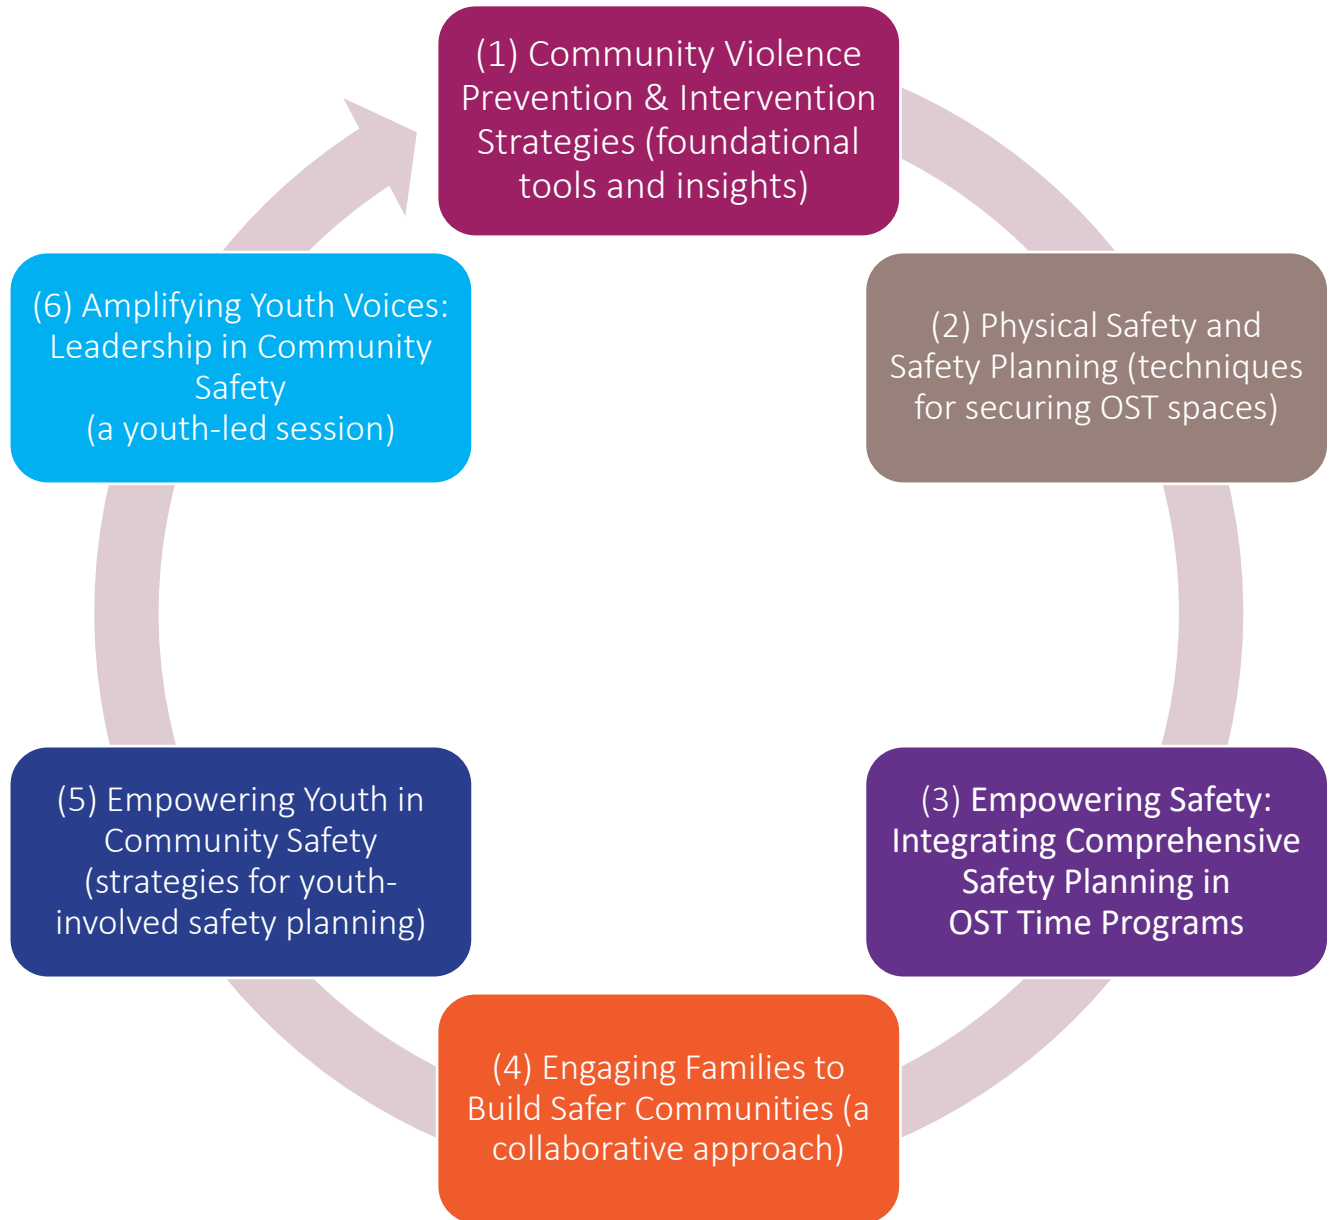 (1) Community Violence
Prevention & Intervention
Strategies (foundational
tools and insights)
(2) Physical Safety and
Safety Planning (techniques
for securing OST spaces)
(3) Empowering Safety:
Integrating Comprehensive
Safety Planning in
OST Time Programs
(4) Engaging Families to
Build Safer Communities (a
collaborative approach)
(5) Empowering Youth in
Community Safety
(strategies for youth-
involved safety planning)
(6) Amplifying Youth Voices:
Leadership in Community
Safety
(a youth-led session)